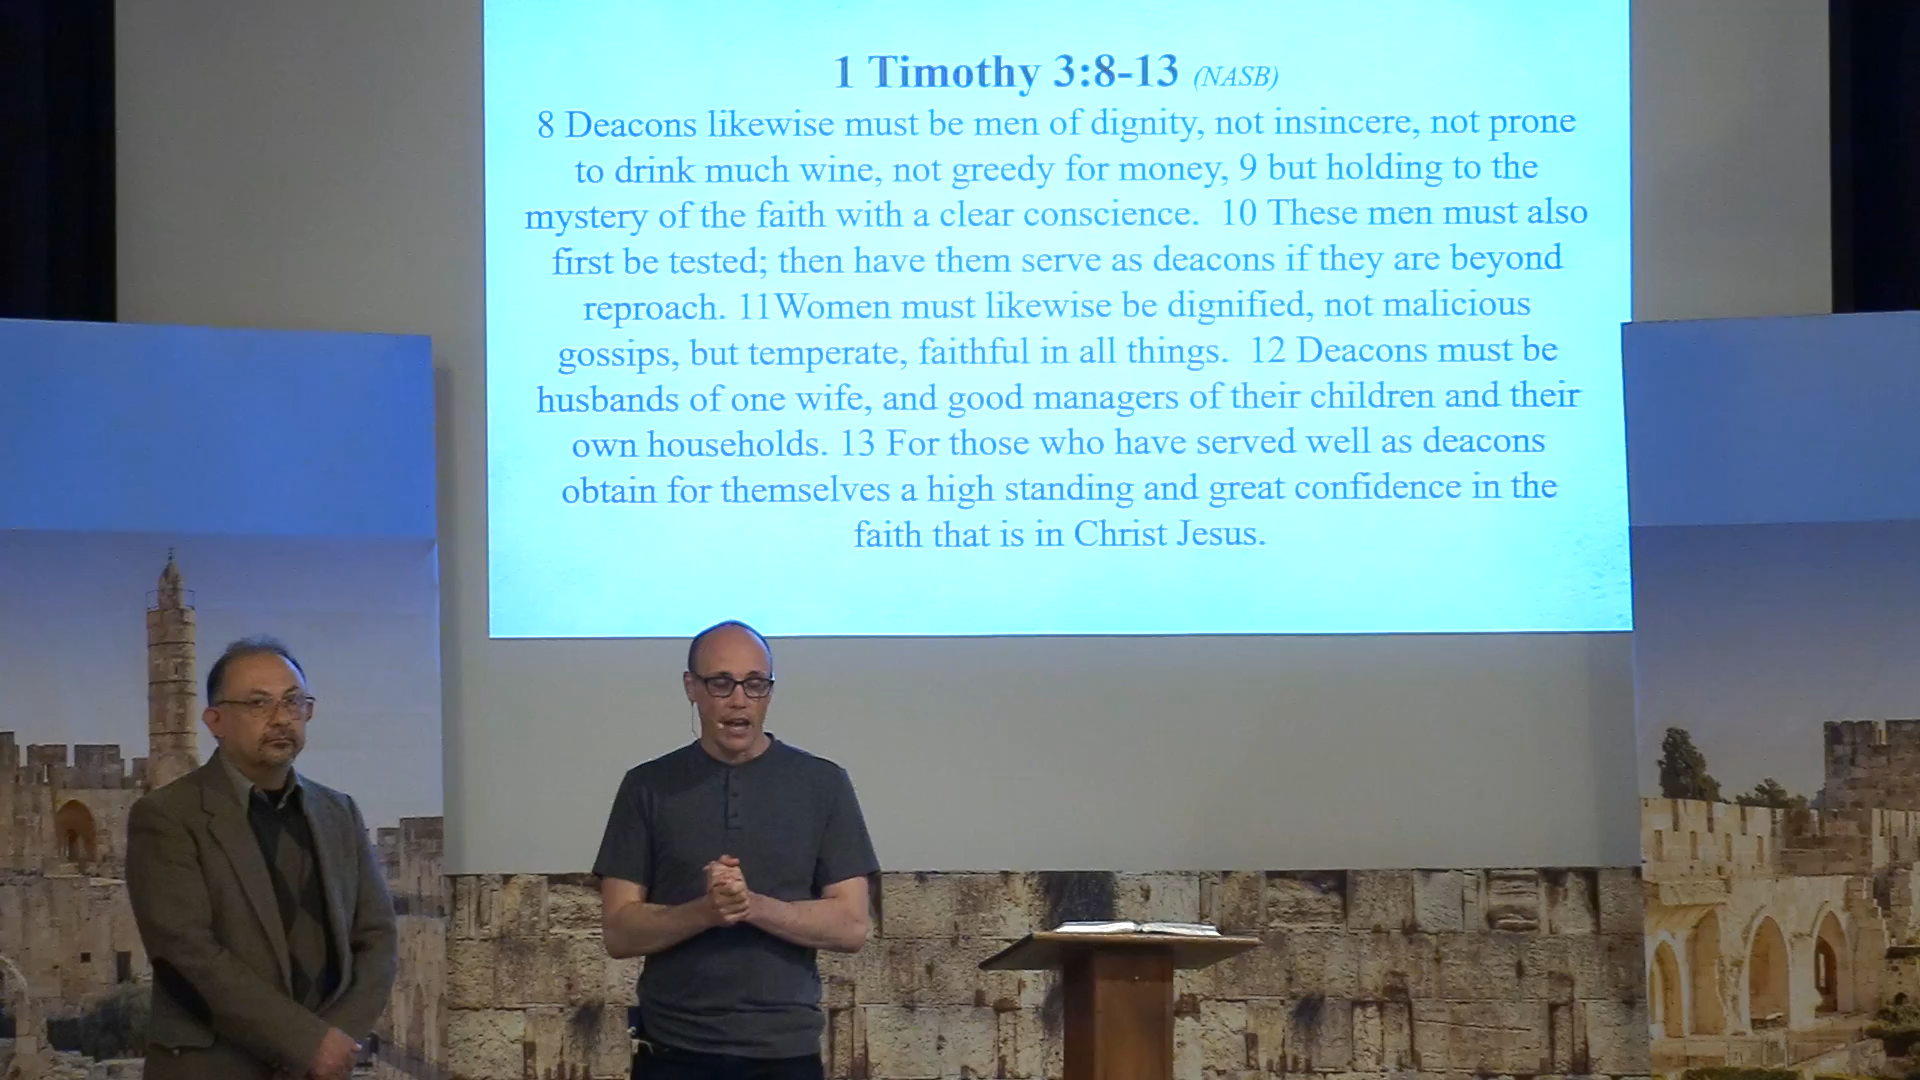 1 Timothy 3:8-13 (NASB)
8 Deacons likewise must be men of dignity, not insincere, not prone
to drink much wine, not greedy for money, 9 but holding to the
mystery of the faith with a clear conscience.  10 These men must also
first be tested; then have them serve as deacons if they are beyond
reproach. 11Women must likewise be dignified, not malicious
gossips, but temperate, faithful in all things.  12 Deacons must be
husbands of one wife, and good managers of their children and their
own households. 13 For those who have served well as deacons
obtain for themselves a high standing and great confidence in the
faith that is in Christ Jesus.